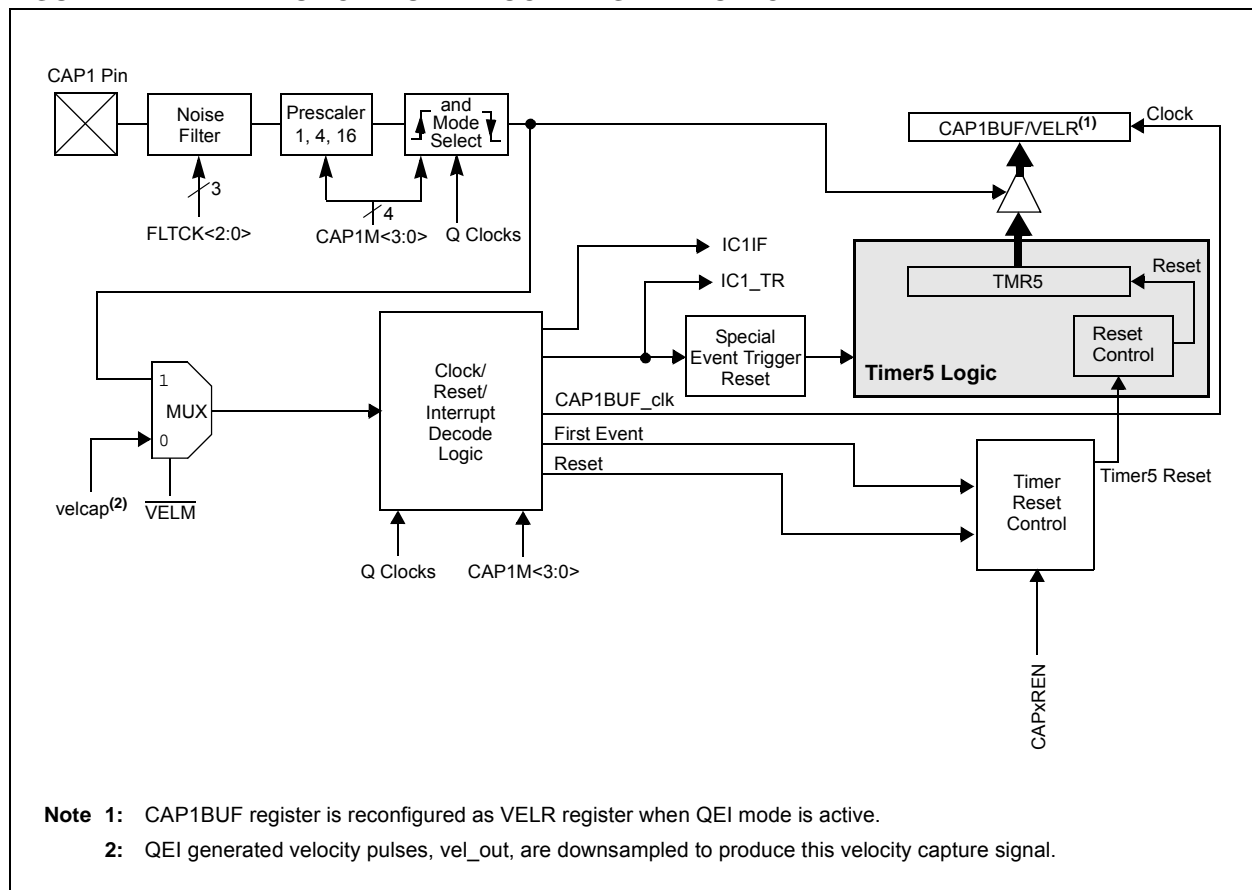 CAP1 Pin
Noise
Filter
Prescaler
1, 4, 16
and
Mode
Select
Clock
CAP1BUF/VELR(1)
3
4
FLTCK<2:0>
CAP1M<3:0>
Q Clocks
IC1IF
IC1_TR
TMR5
Reset
Reset
Control
Timer5 Logic
Special
Event Trigger
Reset
1
MUX
0
Clock/
Reset/
Interrupt
Decode
Logic
CAP1BUF_clk
First Event
Reset
velcap(2)
VELM
Timer
Reset
Control
Timer5 Reset
Q Clocks
CAP1M<3:0>
CAPxREN
Note 1: CAP1BUF register is reconfigured as VELR register when QEI mode is active.
2: QEI generated velocity pulses, vel_out, are downsampled to produce this velocity capture signal.